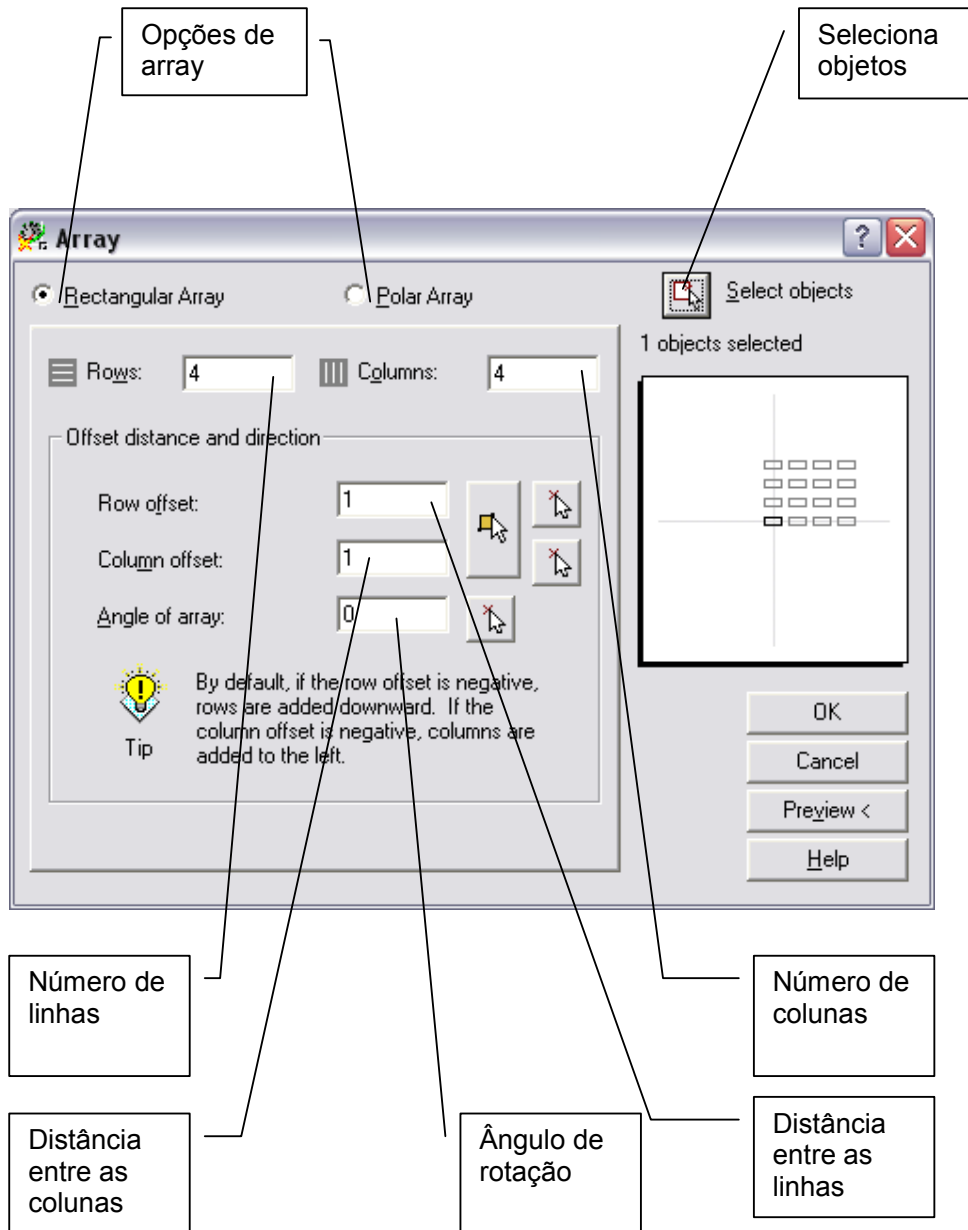 Opções de
array
Seleciona
objetos
Array
Rectangular Array
Polar Array
Select objects
1 objects selected
Rows:
4
Columns:
4
Offset distance and direction
Row offset:
1
Column offset:
1
Angle of array:
0
Tip
By default, if the row offset is negative,
rows are added downward. If the
column offset is negative, columns are
added to the left.
OK
Cancel
Preview <
Help
Número de
linhas
Número de
colunas
Distância
entre as
colunas
Ângulo de
rotação
Distância
entre as
linhas